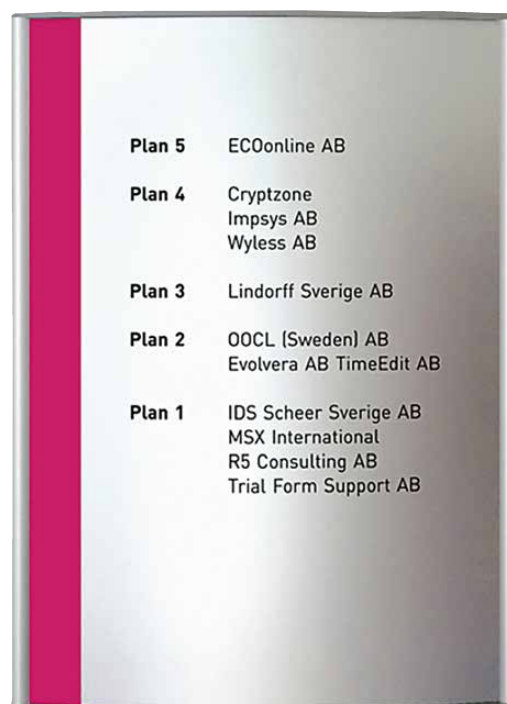 Plan 5 ECOonline AB
Plan 4 Cryptzone
Impsys AB
Wyless AB
Plan 3 Lindorff Sverige AB
Plan 2 OOCL (Sweden) AB
Evolvera AB TimeEdit AB
Plan 1 IDS Scheer Sverige AB
MSX International
R5 Consulting AB
Trial Form Support AB